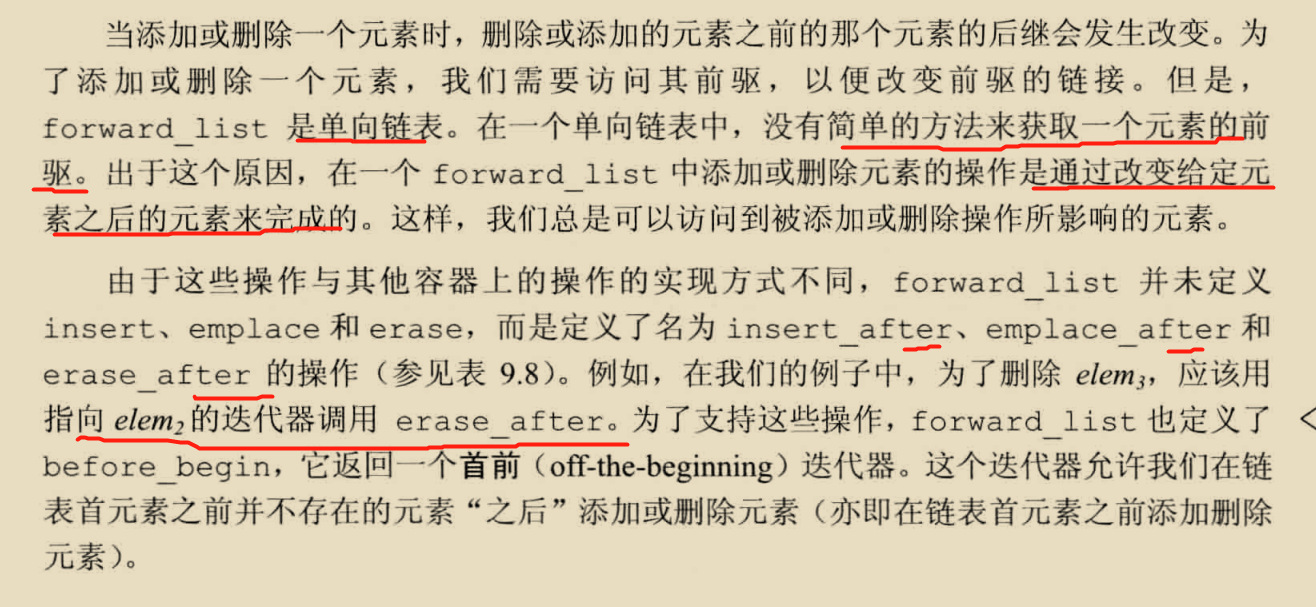 当添加或删除一个元素时，删除或添加的元素之前的那个元素的后继会发生改变。为
了添加或删除一个元素，我们需要访问其前驱，以便改变前驱的链接。但是，
forward_list 是单向链表。在一个单向链表中，没有简单的方法来获取一个元素的前
驱。出于这个原因，在一个 forward_list 中添加或删除元素的操作是通过改变给定元
素之后的元素来完成的。这样，我们总是可以访问到被添加或删除操作所影响的元素。
由于这些操作与其他容器上的操作的实现方式不同，forward_list 并未定义
insert、emplace 和 erase，而是定义了名为 insert_after、emplace_after 和
erase_after 的操作（参见表 9.8）。例如，在我们的例子中，为了删除 elem₃，应该用
指向 elem₂ 的迭代器调用 erase_after。为了支持这些操作，forward_list 也定义了
before_begin，它返回一个首前（off-the-beginning）迭代器。这个迭代器允许我们在链
表首元素之前并不存在的元素“之后”添加或删除元素（亦即在链表首元素之前添加删除
元素）。